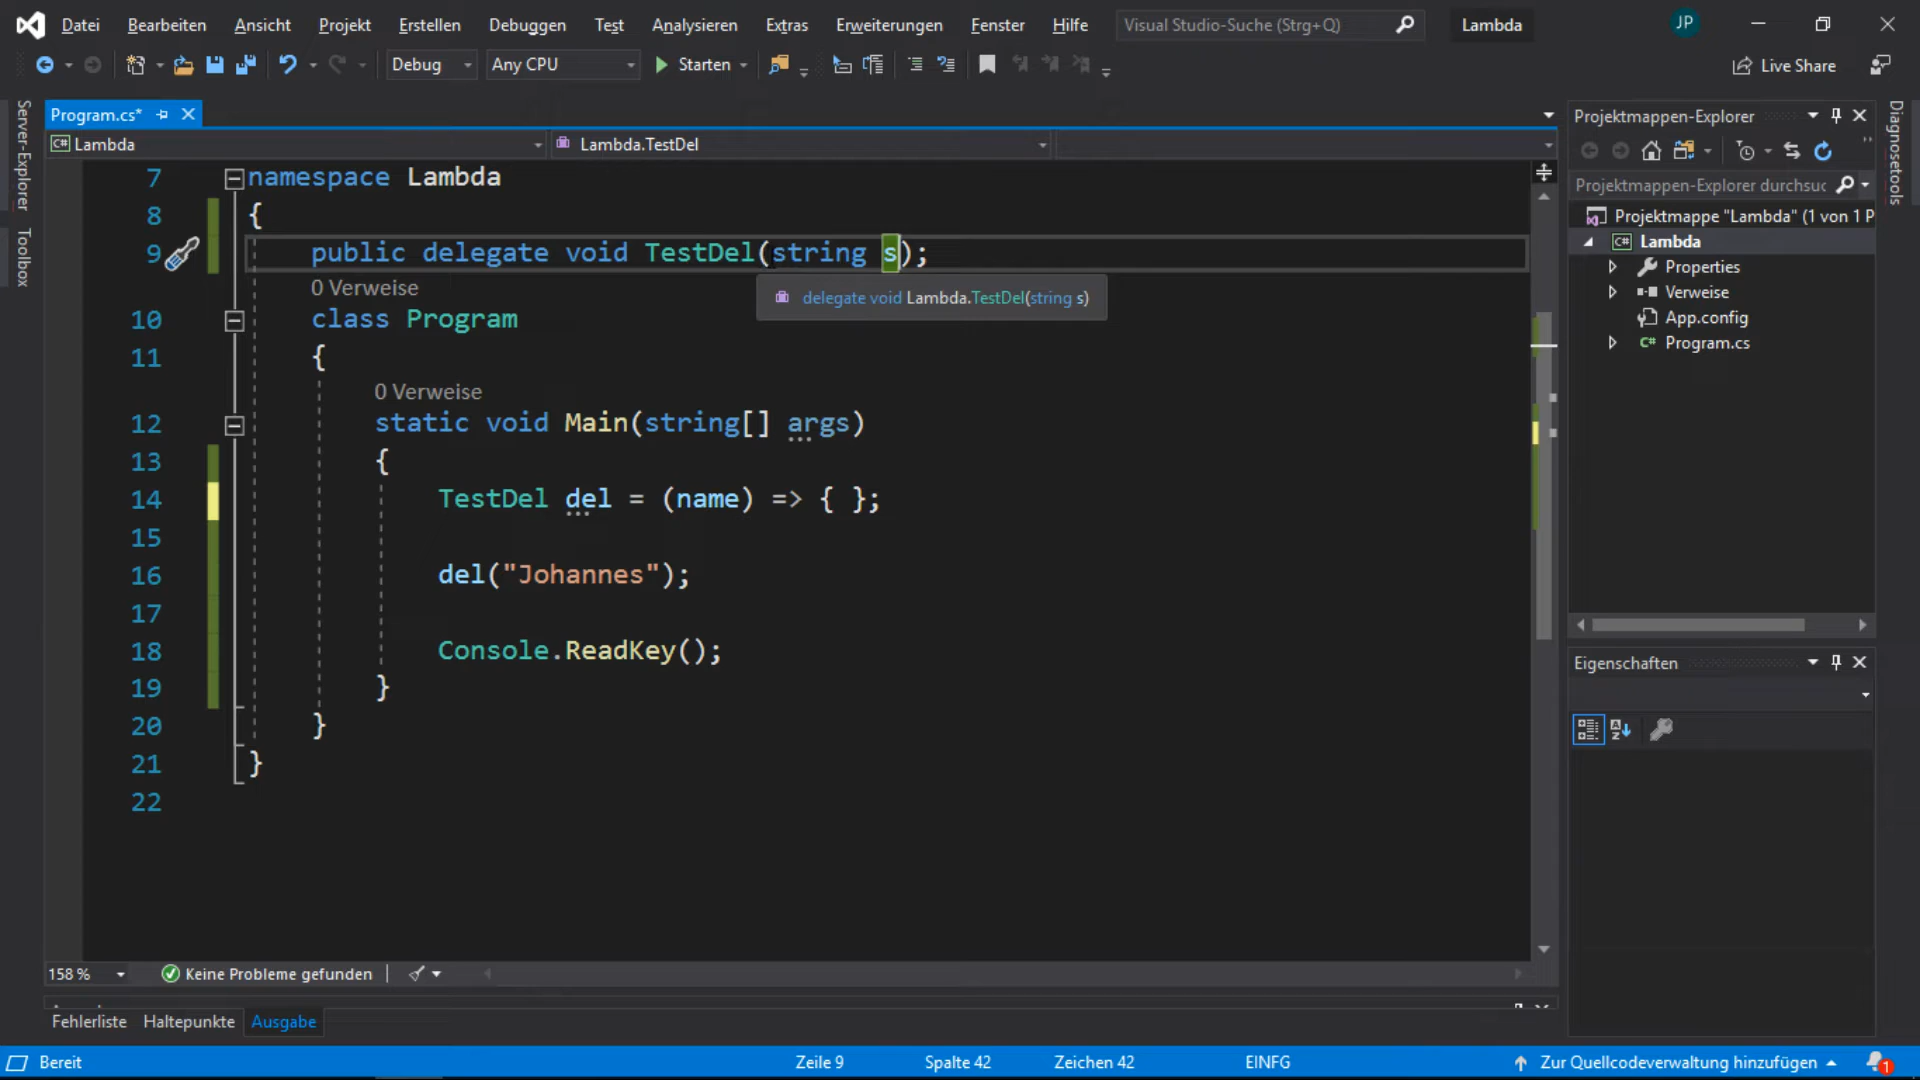 Datei Bearbeiten Ansicht Projekt Erstellen Debuggen Test Analysieren Extras Erweiterungen Fenster Hilfe Visual Studio-Suche (Strg+Q) Lambda JP
Debug Any CPU Starten Live Share
Server-Explorer
Toolbox
Program.cs*
C# Lambda Lambda.TestDel
7 namespace Lambda
8 {
9 public delegate void TestDel(string s);
delegate void Lambda.TestDel(string s)
0 Verweise
10 class Program
11 {
0 Verweise
12 static void Main(string[] args)
13 {
14 TestDel del = (name) => { };
15
16 del("Johannes");
17
18 Console.ReadKey();
19 }
20 }
21 }
22
158 % Keine Probleme gefunden
Fehlerliste Haltepunkte Ausgabe
Bereit Zeile 9 Spalte 42 Zeichen 42 EINFG Zur Quellcodeverwaltung hinzufügen 1
Projektmappen-Explorer
Projektmappen-Explorer durchsuc
Projektmappe "Lambda" (1 von 1 P
C# Lambda
Properties
Verweise
App.config
C# Program.cs
Eigenschaften
Diagnosetools